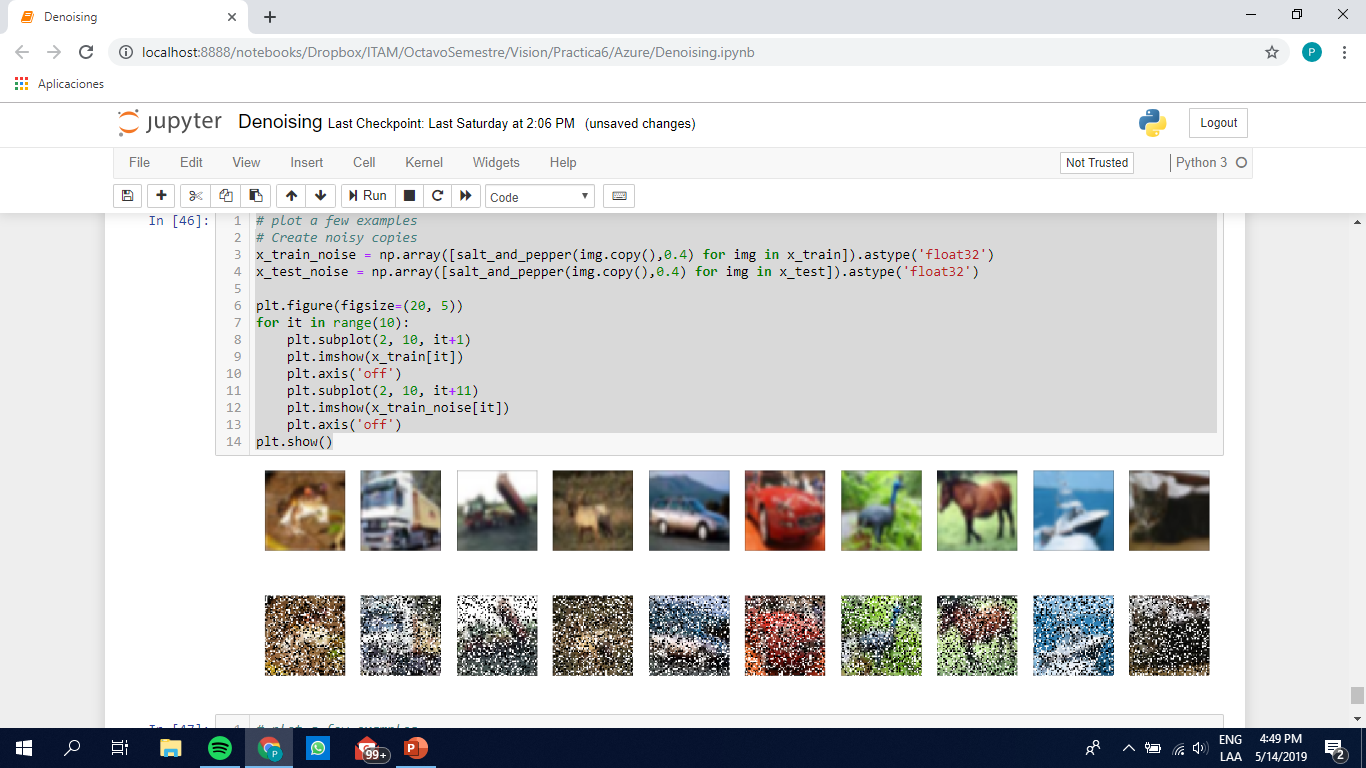 Denoising
localhost:8888/notebooks/Dropbox/ITAM/OctavoSemestre/Vision/Practica6/Azure/Denoising.ipynb
P
Aplicaciones
jupyter Denoising Last Checkpoint: Last Saturday at 2:06 PM (unsaved changes)
Logout
File Edit View Insert Cell Kernel Widgets Help
Not Trusted
Python 3
Run
Code
In [46]:
1 # plot a few examples
2 # Create noisy copies
3 x_train_noise = np.array([salt_and_pepper(img.copy(),0.4) for img in x_train]).astype('float32')
4 x_test_noise = np.array([salt_and_pepper(img.copy(),0.4) for img in x_test]).astype('float32')
5
6 plt.figure(figsize=(20, 5))
7 for it in range(10):
8     plt.subplot(2, 10, it+1)
9     plt.imshow(x_train[it])
10     plt.axis('off')
11     plt.subplot(2, 10, it+11)
12     plt.imshow(x_train_noise[it])
13     plt.axis('off')
14 plt.show()
In [47]: 1 # plot a few examples
P
99+
P
ENG
LAA
4:49 PM
5/14/2019
2